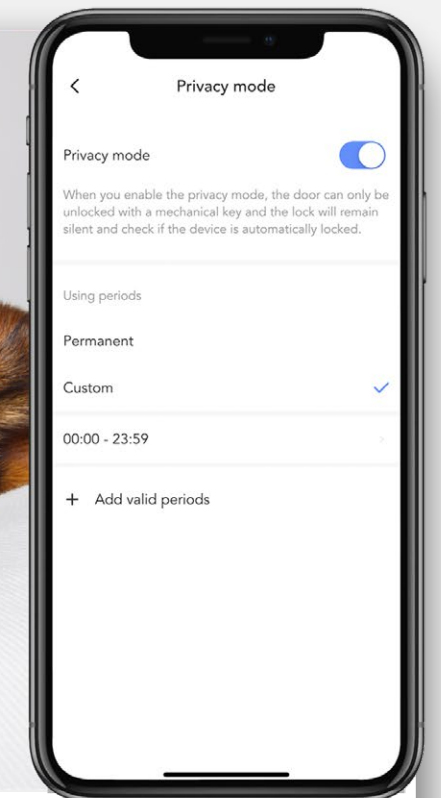 Privacy mode
Privacy mode
When you enable the privacy mode, the door can only be
unlocked with a mechanical key and the lock will remain
silent and check if the device is automatically locked.
Using periods
Permanent
Custom
00:00 - 23:59
+ Add valid periods